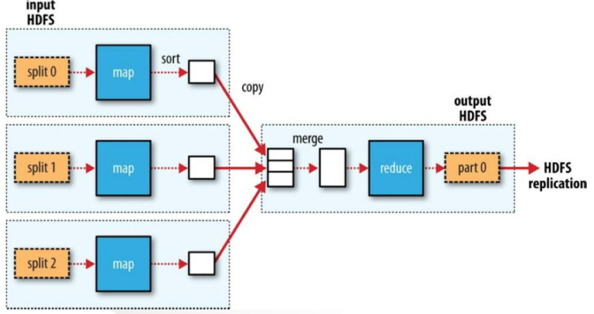 input
HDFS
split 0
map
sort
copy
split 1
map
merge
output
HDFS
reduce
part 0
HDFS
replication
split 2
map